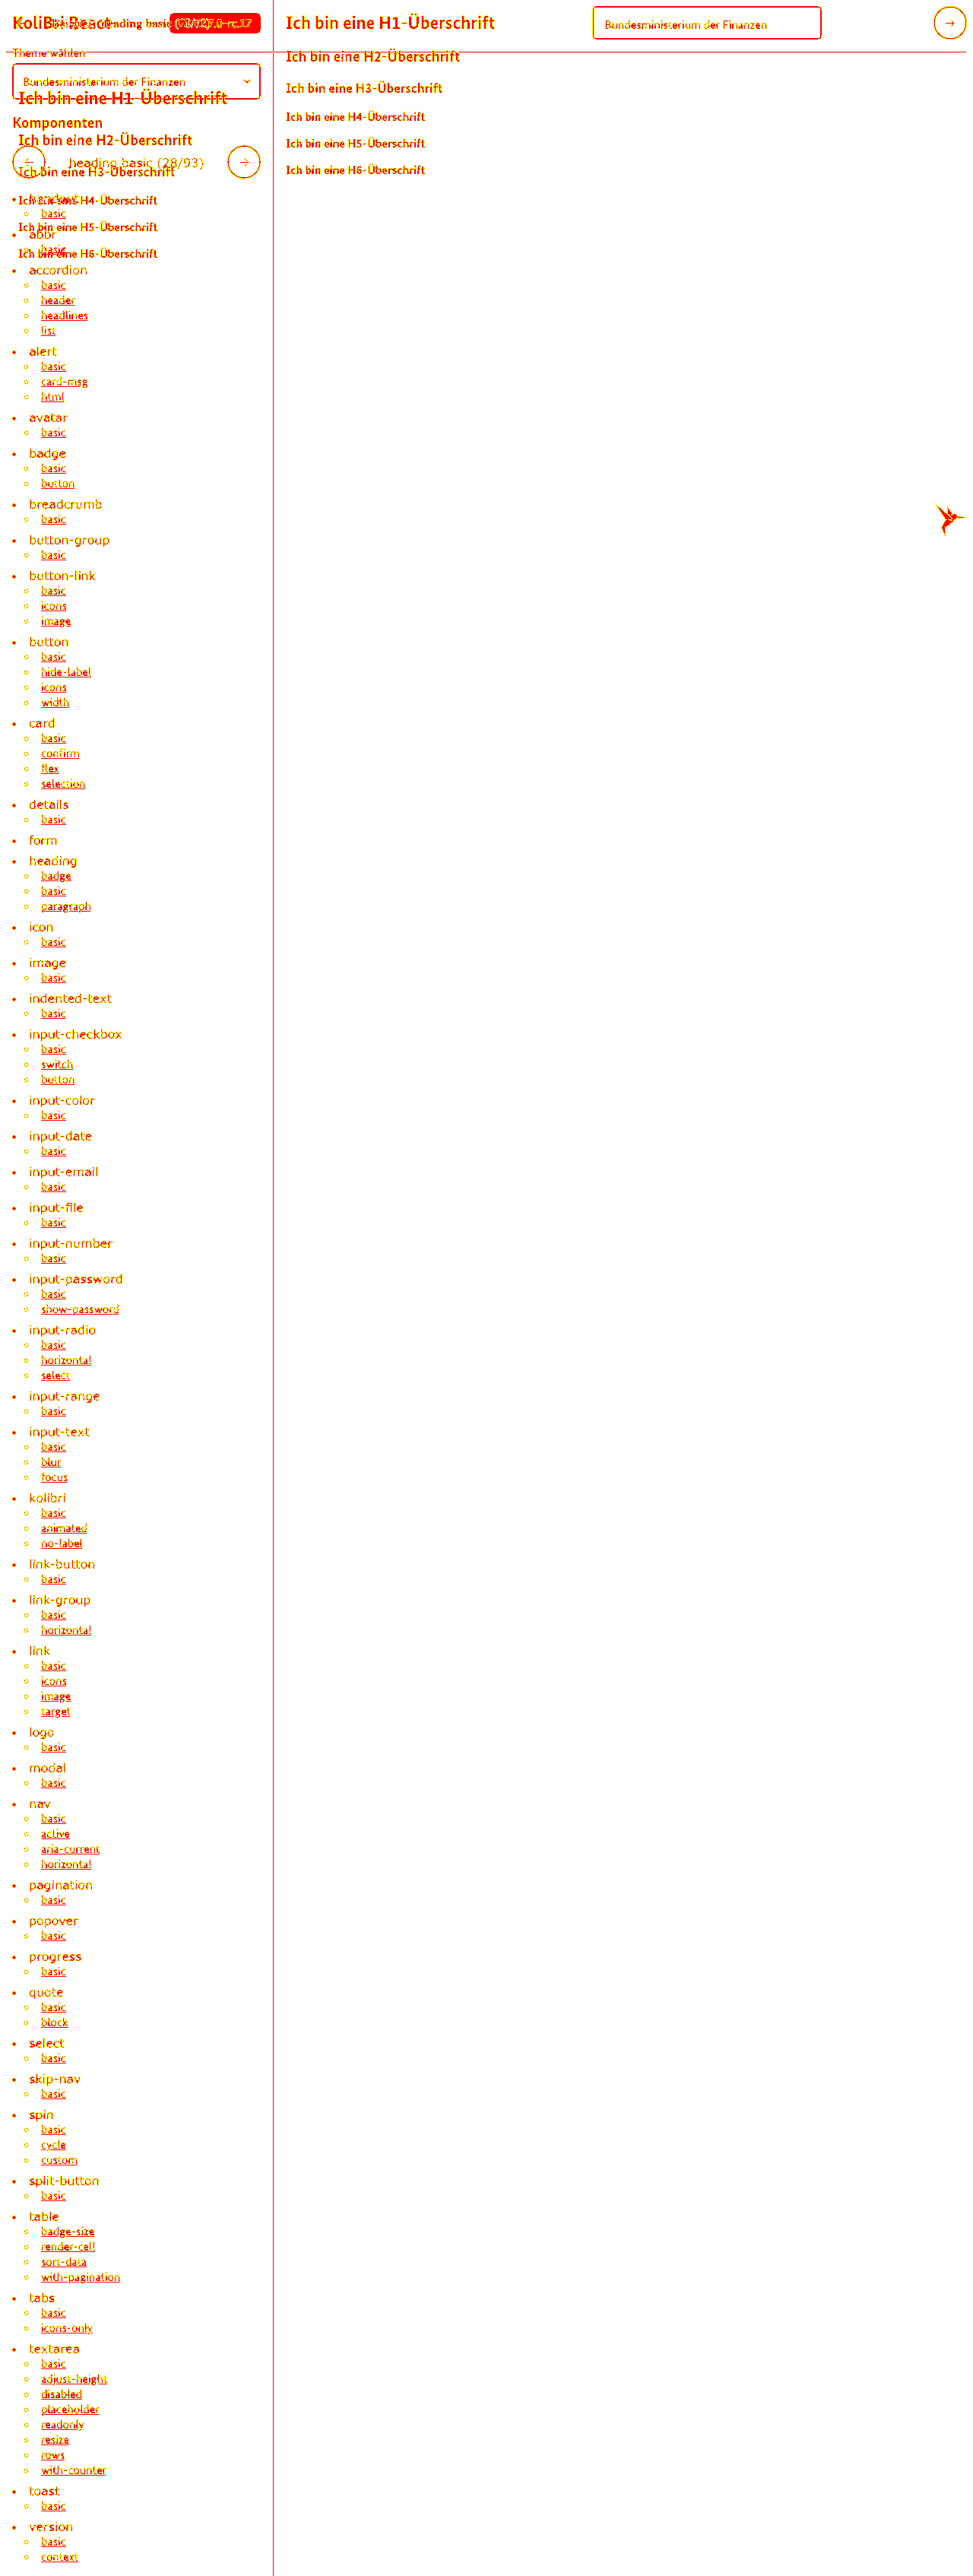 KoliBri React
heading basic
Theme wählen
Bundesministerium der Finanzen
Ich bin eine H1-Überschrift
Komponenten
Ich bin eine H2-Überschrift
heading basic (28/93)
Ich bin eine H3-Überschrift
Ich bin eine H4-Überschrift
basic
Ich bin eine H5-Überschrift
abbr
basic
Ich bin eine H6-Überschrift
accordion
basic
header
headlines
list
alert
basic
card-msg
html
avatar
basic
badge
basic
button
breadcrumb
basic
button-group
basic
button-link
basic
icons
image
button
basic
hide-label
icons
width
card
basic
confirm
flex
selection
details
basic
form
heading
badge
basic
paragraph
icon
basic
image
basic
indented-text
basic
input-checkbox
basic
switch
button
input-color
basic
input-date
basic
input-email
basic
input-file
basic
input-number
basic
input-password
basic
show-password
input-radio
basic
horizontal
select
input-range
basic
input-text
basic
blur
focus
kolibri
basic
animated
no-label
link-button
basic
link-group
basic
horizontal
link
basic
icons
image
target
logo
basic
modal
basic
nav
basic
active
aria-current
horizontal
pagination
basic
popover
basic
progress
basic
quote
basic
block
select
basic
skip-nav
basic
spin
basic
cycle
custom
split-button
basic
table
badge-size
render-cell
sort-data
with-pagination
tabs
basic
icons-only
textarea
basic
adjust-height
disabled
placeholder
readonly
resize
rows
with-counter
toast
basic
version
basic
context
Ich bin eine H1-Überschrift
Bundesministerium der Finanzen
Ich bin eine H2-Überschrift
Ich bin eine H3-Überschrift
Ich bin eine H4-Überschrift
Ich bin eine H5-Überschrift
Ich bin eine H6-Überschrift